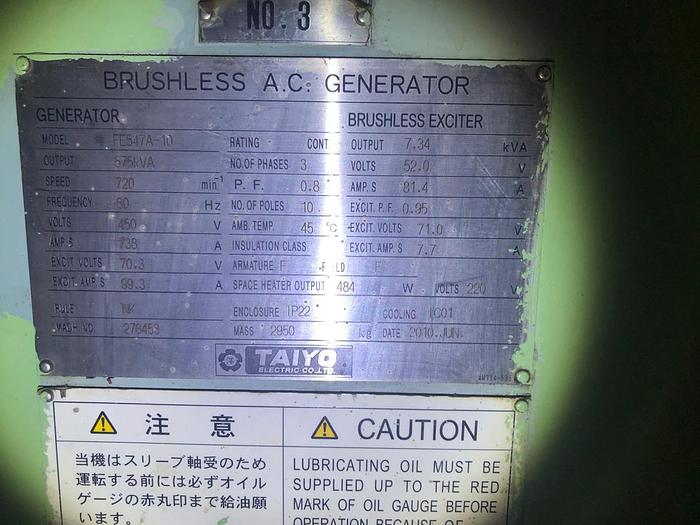 NO. 3
BRUSHLESS A.C. GENERATOR
GENERATOR
BRUSHLESS EXCITER
MODEL FE547A-10 RATING CONT. OUTPUT 7.34 kVA
OUTPUT 575kVA NO.OF PHASES 3 VOLTS 52.0 V
SPEED 720 min-1 P. F. 0.8 AMP.S 81.4 A
FREQUENCY 60 Hz NO. OF POLES 10 EXCIT. P.F. 0.95
VOLTS 450 V AMB. TEMP. 45 °C EXCIT. VOLTS 71.0 V
AMP.S 738 A INSULATION CLASS EXCIT. AMP.S 7.7 A
EXCIT. VOLTS 70.3 V ARMATURE F FIELD F
EXCIT. AMP.S 89.3 A SPACE HEATER OUTPUT 484 W VOLTS 220 V
RULE NK ENCLOSURE IP22 COOLING IC01
MACH NO. 278453 MASS 2950 kg DATE 2010.JUN.
TAIYO
ELECTRIC CO.,LTD.
注 意
当機はスリーブ軸受のため
運転する前には必ずオイル
ゲージの赤丸印まで給油願
います。
CAUTION
LUBRICATING OIL MUST BE
SUPPLIED UP TO THE RED
MARK OF OIL GAUGE BEFORE
OPERATION BECAUSE OF